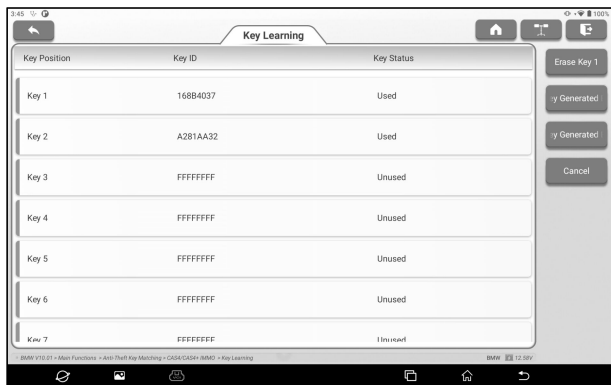 3:45
100%
Key Learning
Key Position Key ID Key Status
Erase Key 1
Key 1 168B4037 Used
ey Generated
Key 2 A281AA32 Used
ey Generated
Key 3 FFFFFFFF Unused
Cancel
Key 4 FFFFFFFF Unused
Key 5 FFFFFFFF Unused
Key 6 FFFFFFFF Unused
Key 7 FFFFFFFF Unused
BMW V10.01 > Main Functions > Anti-Theft Key Matching > CAS4/CAS4+ IMMO > Key Learning
BMW 12.58V